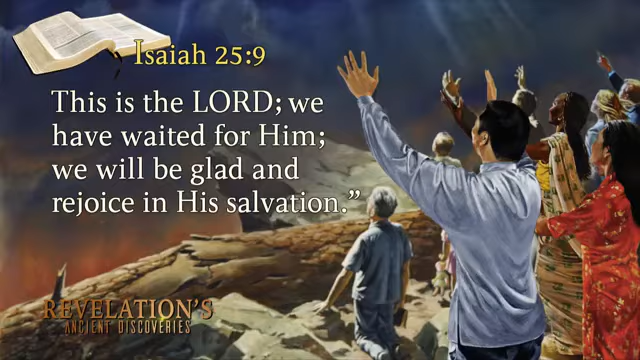 Isaiah 25:9
This is the LORD; we
have waited for Him;
we will be glad and
rejoice in His salvation.”
REVELATION'S
ANCIENT DISCOVERIES